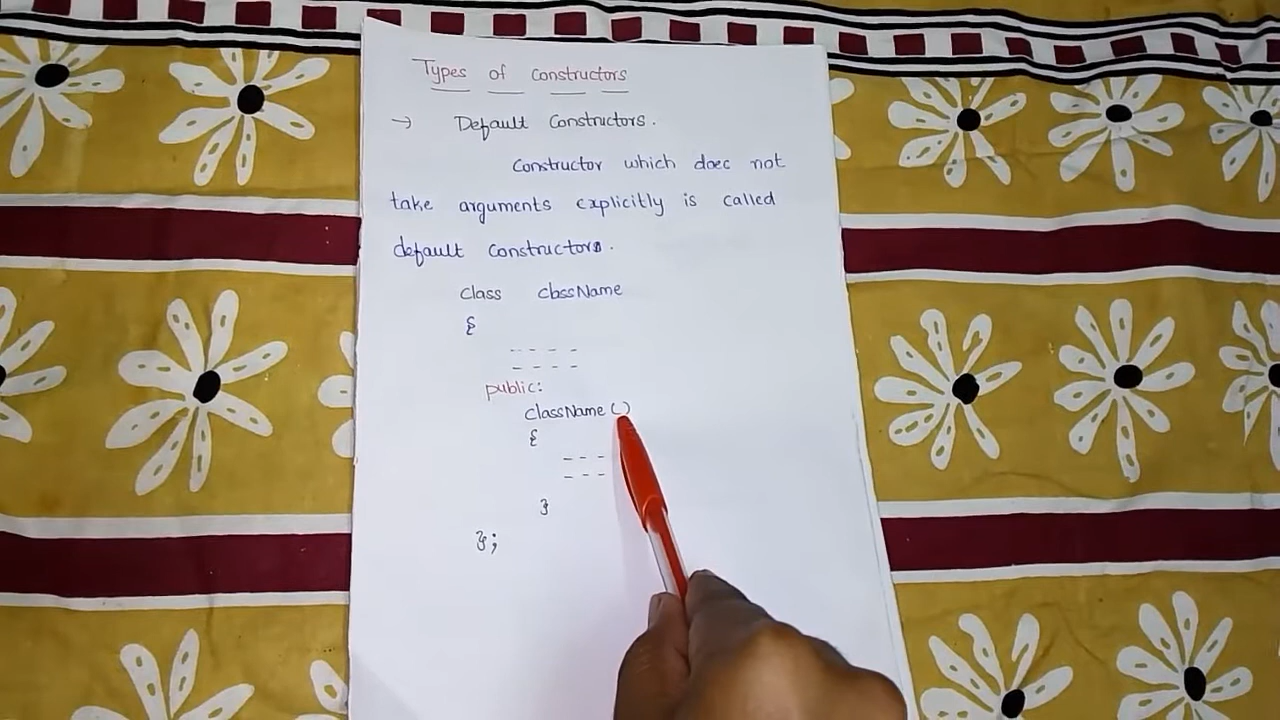 Types of constructors
→ Default Constructors.
Constructor which does not
take arguments explicitly is called
default constructors.
Class className
{
- - - -
- - - -
public:
className()
{
- - -
- - -
}
};